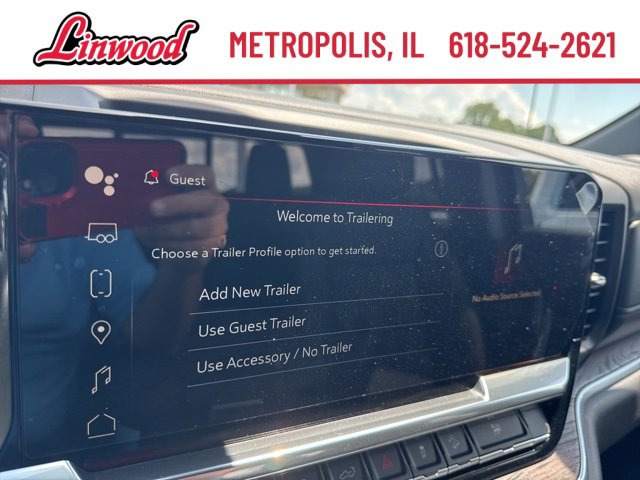 Linwood
METROPOLIS, IL 618-524-2621
Guest
Welcome to Trailering
Choose a Trailer Profile option to get started.
Add New Trailer
Use Guest Trailer
Use Accessory / No Trailer
No Audio Source Selected